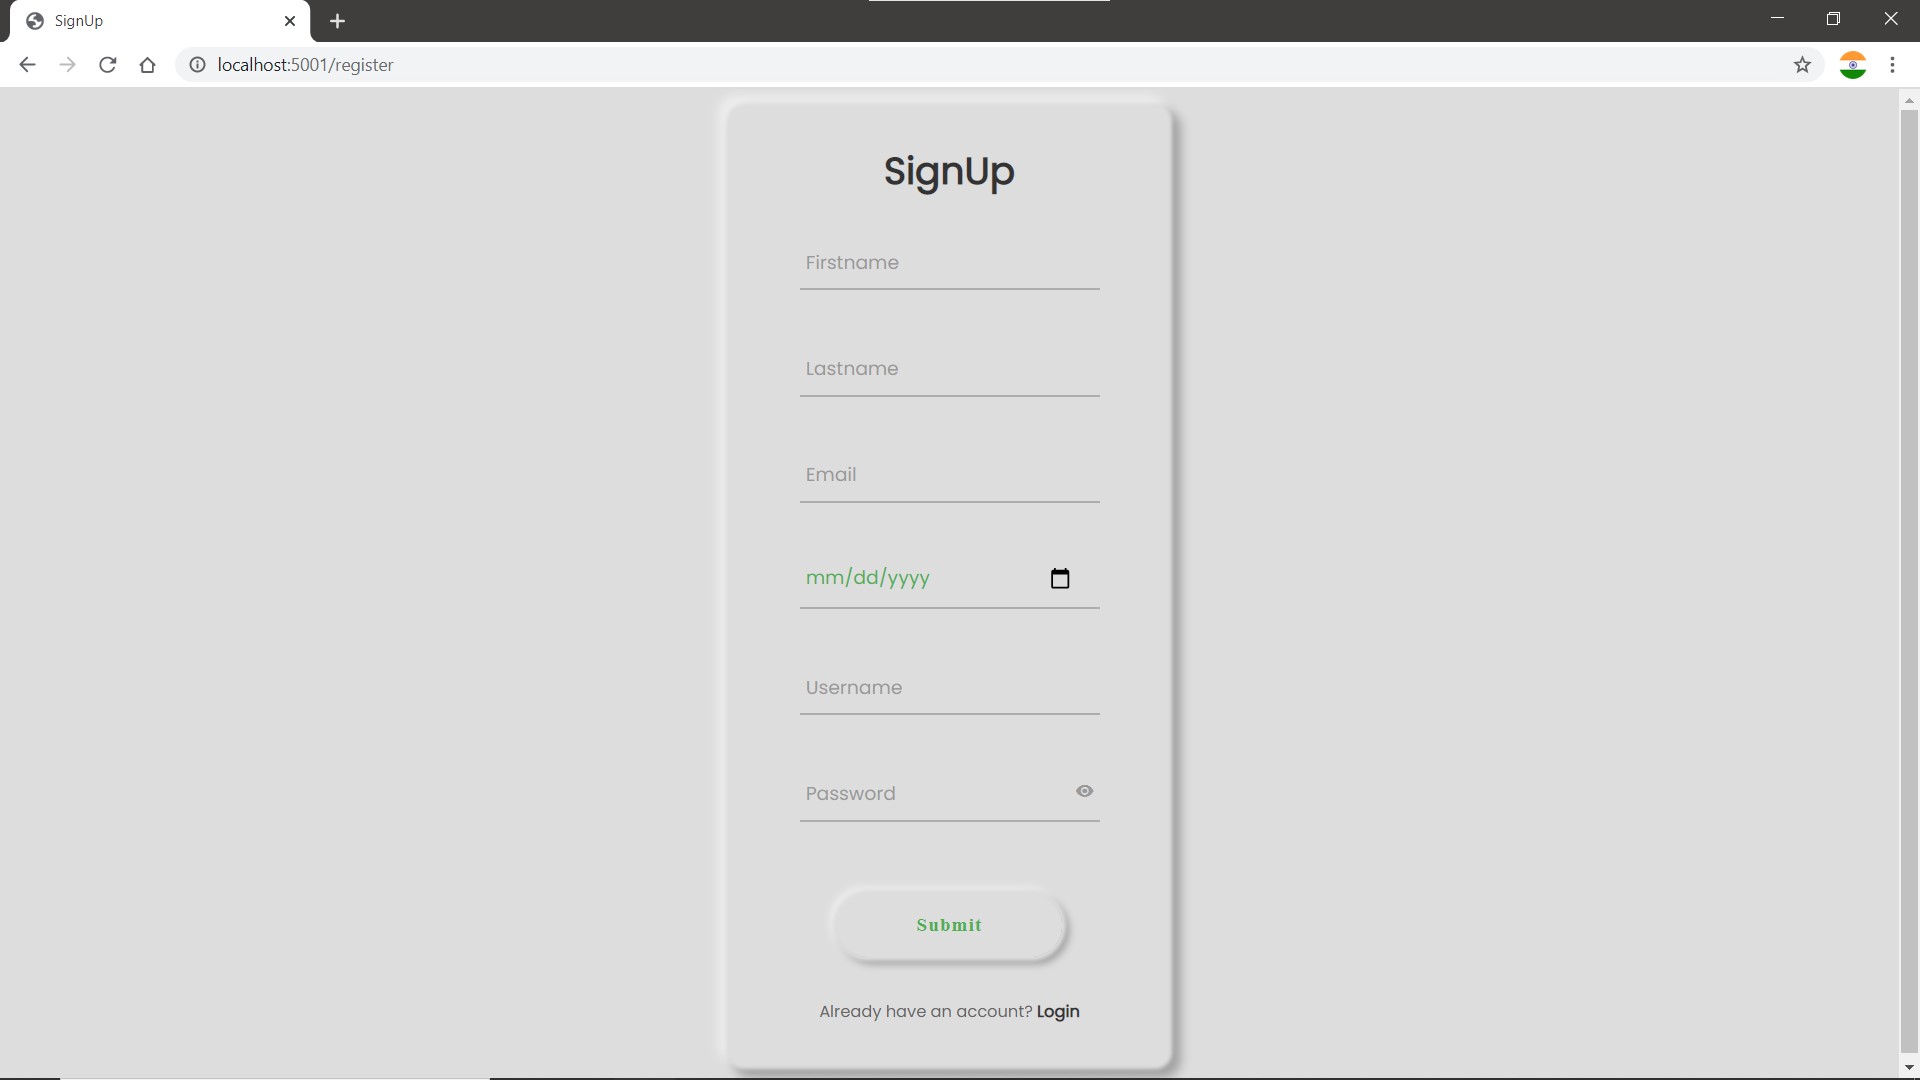 SignUp
localhost:5001/register
SignUp
Firstname
Lastname
Email
mm/dd/yyyy
Username
Password
Submit
Already have an account? Login